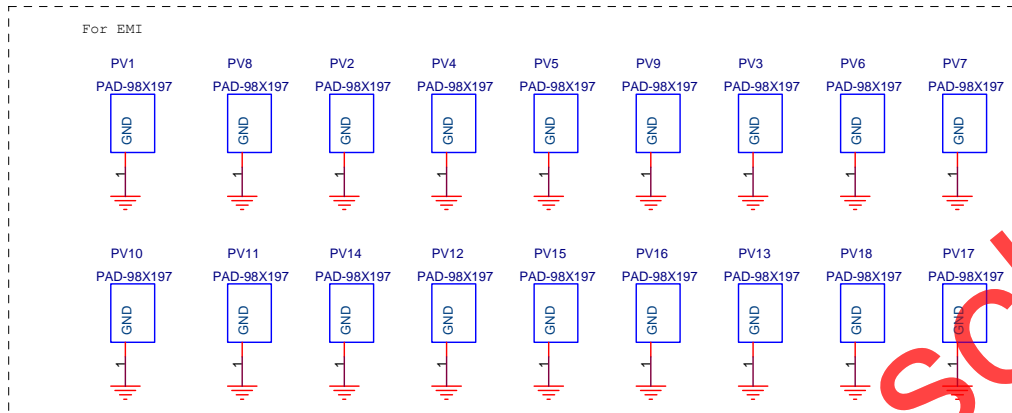 For EMI
PV1 PV8 PV2 PV4 PV5 PV9 PV3 PV6 PV7
PAD-98X197 PAD-98X197 PAD-98X197 PAD-98X197 PAD-98X197 PAD-98X197 PAD-98X197 PAD-98X197 PAD-98X197
GND GND GND GND GND GND GND GND GND
1 1 1 1 1 1 1 1 1
PV10 PV11 PV14 PV12 PV15 PV16 PV13 PV18 PV17
PAD-98X197 PAD-98X197 PAD-98X197 PAD-98X197 PAD-98X197 PAD-98X197 PAD-98X197 PAD-98X197 PAD-98X197
GND GND GND GND GND GND GND GND GND
1 1 1 1 1 1 1 1 1